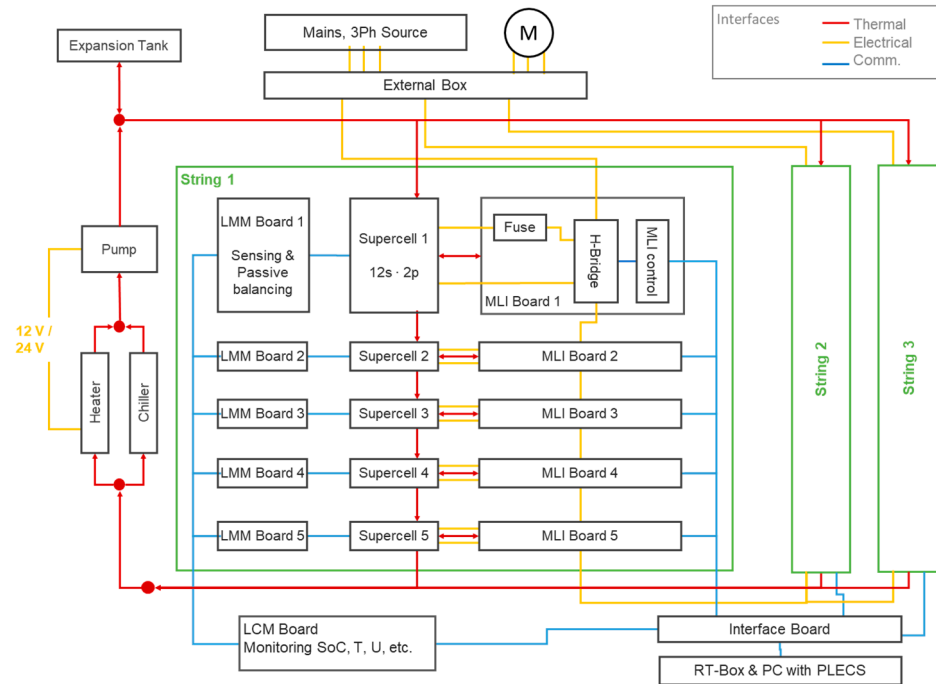 Expansion Tank
Mains, 3Ph Source
M
External Box
Interfaces
Thermal
Electrical
Comm.
String 1
LMM Board 1
Sensing &
Passive
balancing
Supercell 1
12s · 2p
Fuse
H-Bridge
MLI control
MLI Board 1
Pump
12 V /
24 V
Heater
Chiller
LMM Board 2
Supercell 2
MLI Board 2
LMM Board 3
Supercell 3
MLI Board 3
LMM Board 4
Supercell 4
MLI Board 4
LMM Board 5
Supercell 5
MLI Board 5
String 2
String 3
LCM Board
Monitoring SoC, T, U, etc.
Interface Board
RT-Box & PC with PLECS